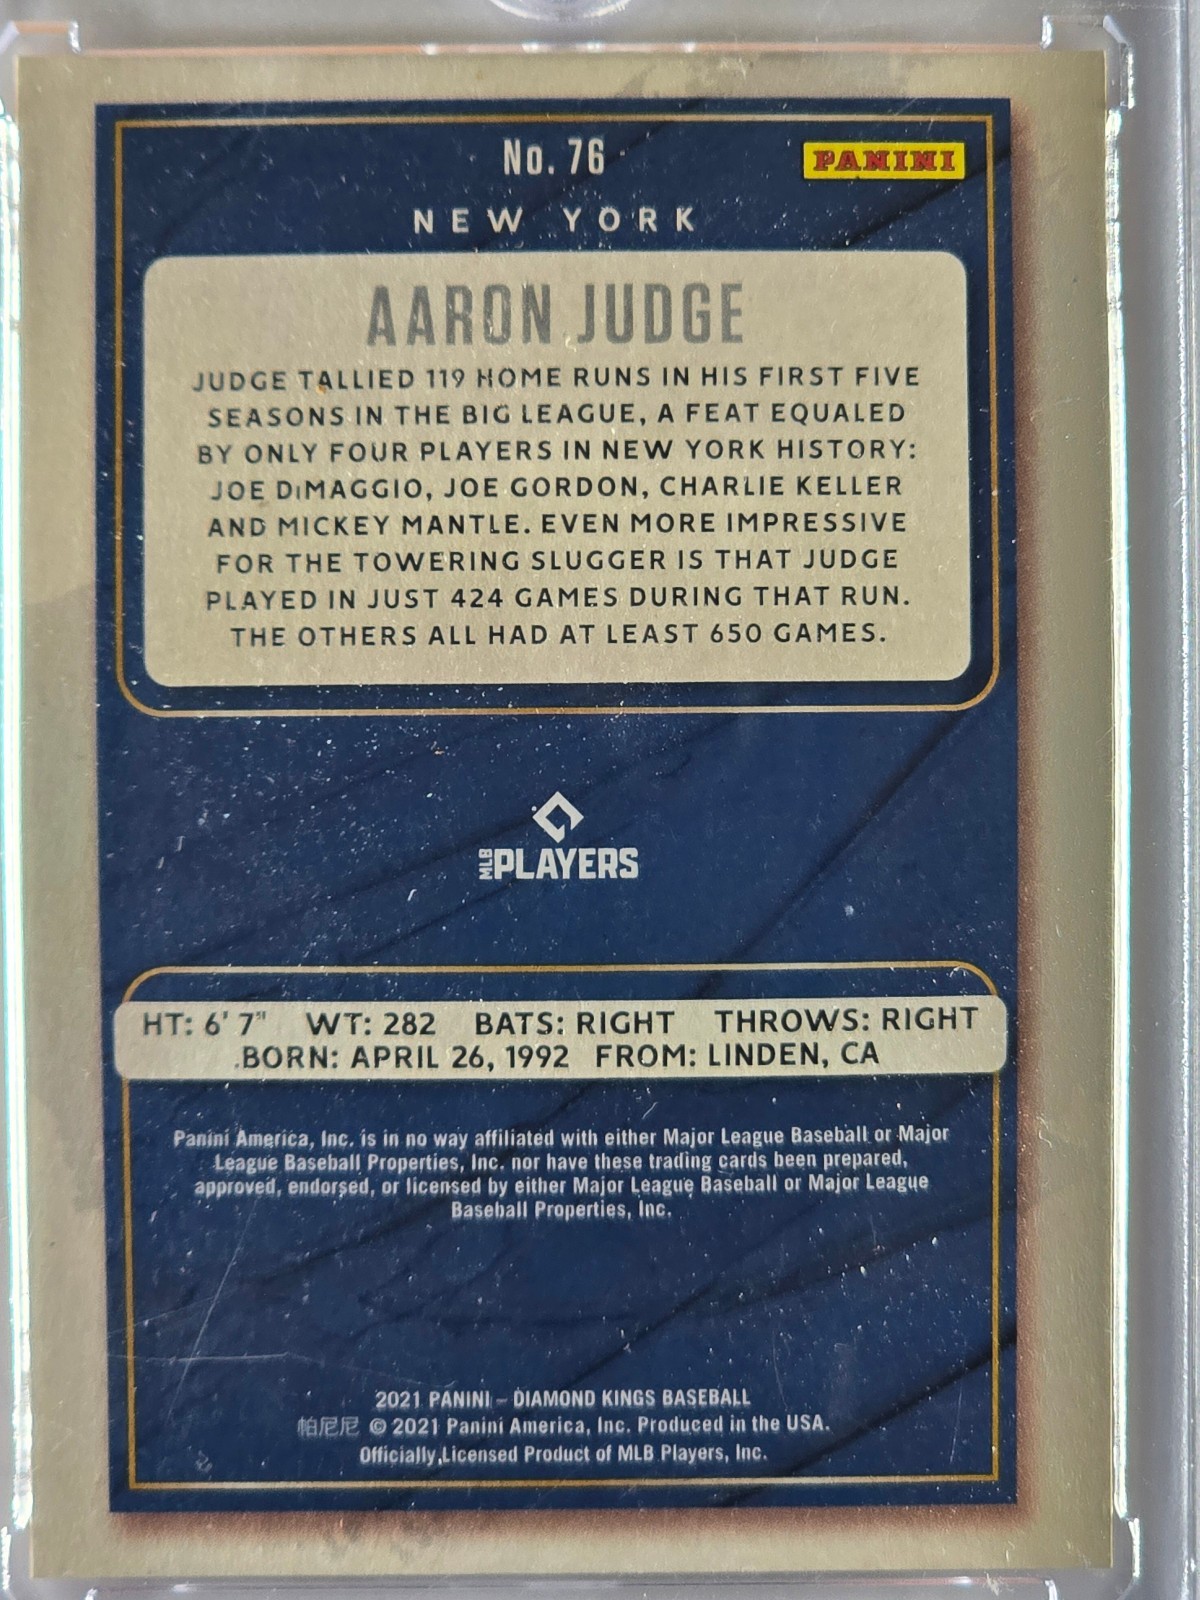 No. 76
PANINI
NEW YORK
AARON JUDGE
JUDGE TALLIED 119 HOME RUNS IN HIS FIRST FIVE
SEASONS IN THE BIG LEAGUE, A FEAT EQUALED
BY ONLY FOUR PLAYERS IN NEW YORK HISTORY:
JOE DiMAGGIO, JOE GORDON, CHARLIE KELLER
AND MICKEY MANTLE. EVEN MORE IMPRESSIVE
FOR THE TOWERING SLUGGER IS THAT JUDGE
PLAYED IN JUST 424 GAMES DURING THAT RUN.
THE OTHERS ALL HAD AT LEAST 650 GAMES.
MLB PLAYERS
HT: 6' 7" WT: 282 BATS: RIGHT THROWS: RIGHT
BORN: APRIL 26, 1992 FROM: LINDEN, CA
Panini America, Inc. is in no way affiliated with either Major League Baseball or Major
League Baseball Properties, Inc. nor have these trading cards been prepared,
approved, endorsed, or licensed by either Major League Baseball or Major League
Baseball Properties, Inc.
2021 PANINI – DIAMOND KINGS BASEBALL
帕尼尼 © 2021 Panini America, Inc. Produced in the USA.
Officially Licensed Product of MLB Players, Inc.